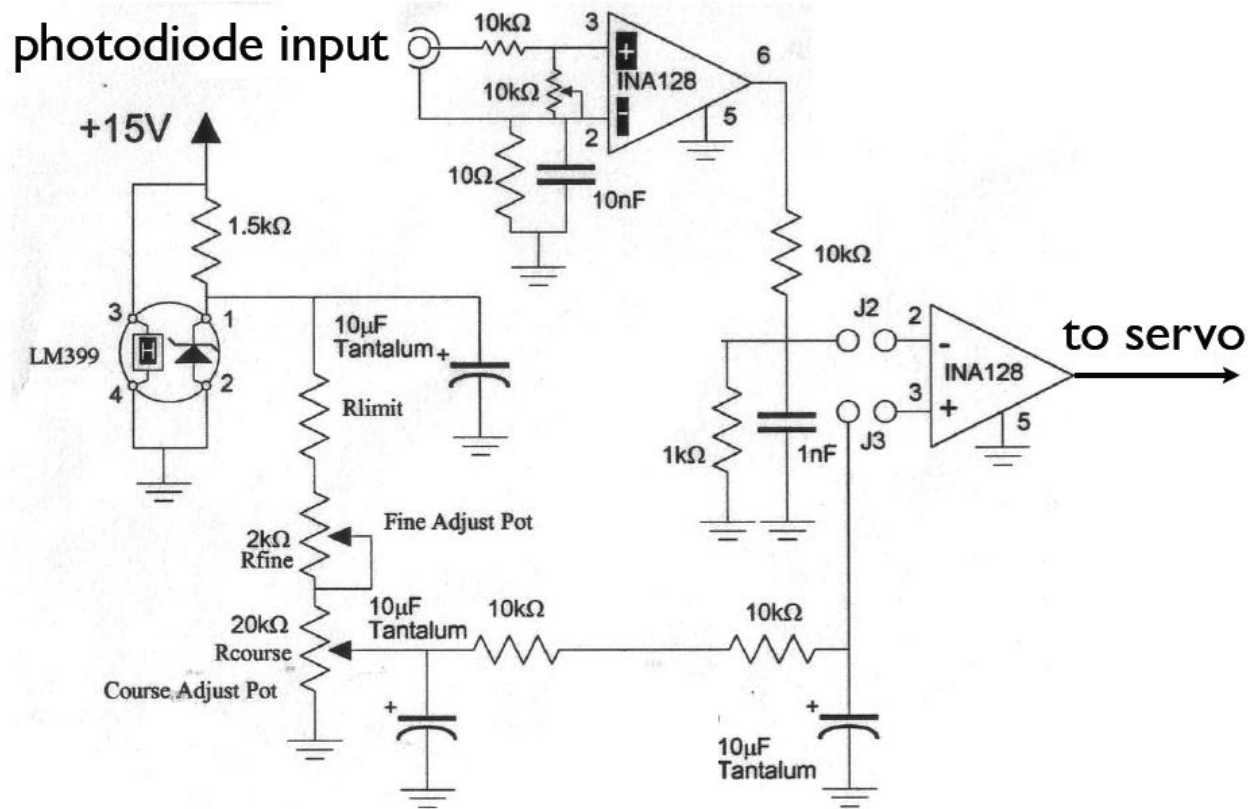 photodiode input
10kΩ
3
+
6
INA128
10kΩ
-
5
2
+15V
10Ω
10nF
1.5kΩ
10kΩ
3
1
10µF
Tantalum
+
J2
2
to servo
LM399
H
-
INA128
4
2
3
+
Rlimit
J3
5
1kΩ
1nF
Fine Adjust Pot
2kΩ
Rfine
10µF
Tantalum
10kΩ
10kΩ
20kΩ
Rcourse
Course Adjust Pot
+
+
10µF
Tantalum